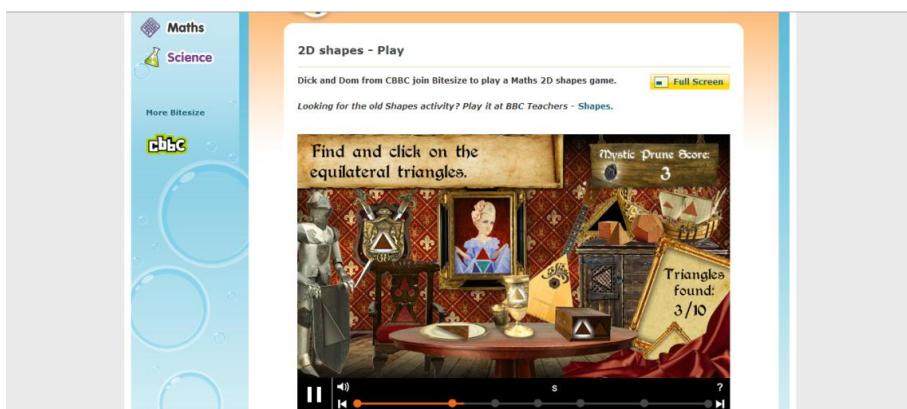 Maths
Science
More Bitesize
cbbc
2D shapes - Play
Dick and Dom from CBBC join Bitesize to play a Maths 2D shapes game.
Full Screen
Looking for the old Shapes activity? Play it at BBC Teachers - Shapes.
Find and click on the
equilateral triangles.
Mystic Prune Score:
3
Triangles
found:
3/10
S
?